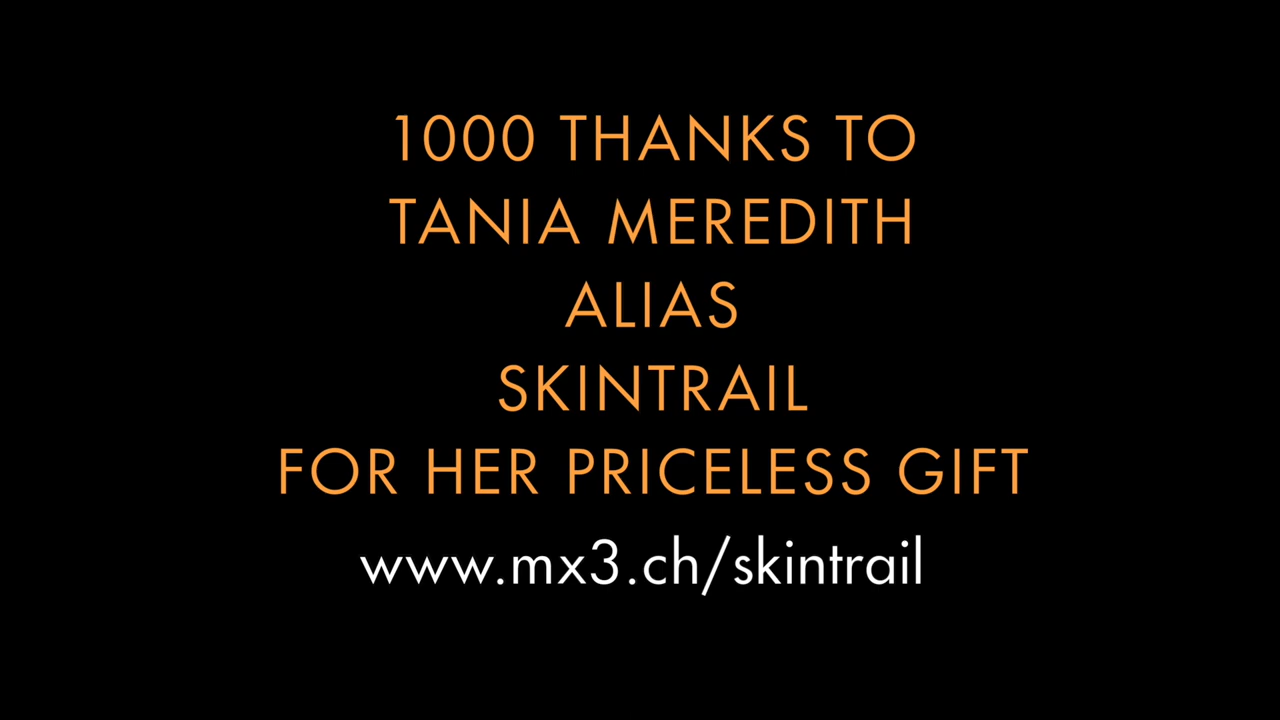 1000 THANKS TO
TANIA MEREDITH
ALIAS
SKINTRAIL
FOR HER PRICELESS GIFT
www.mx3.ch/skintrail